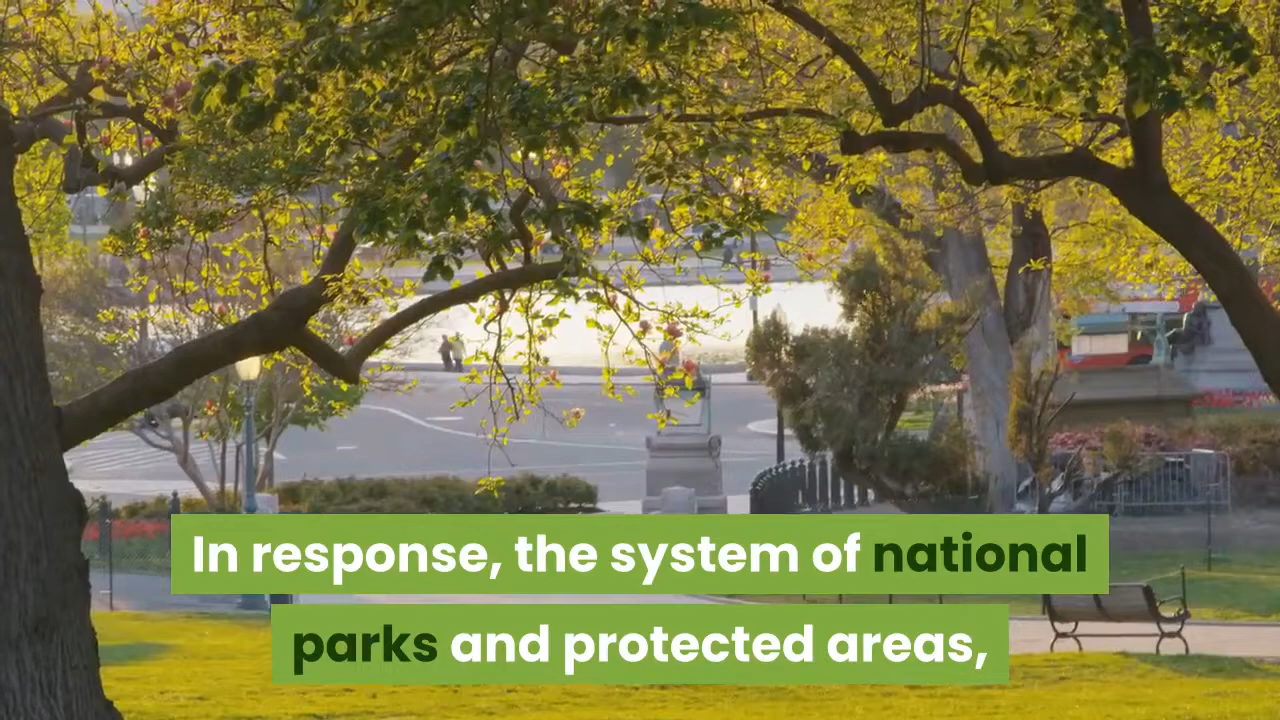 In response, the system of national
parks and protected areas,